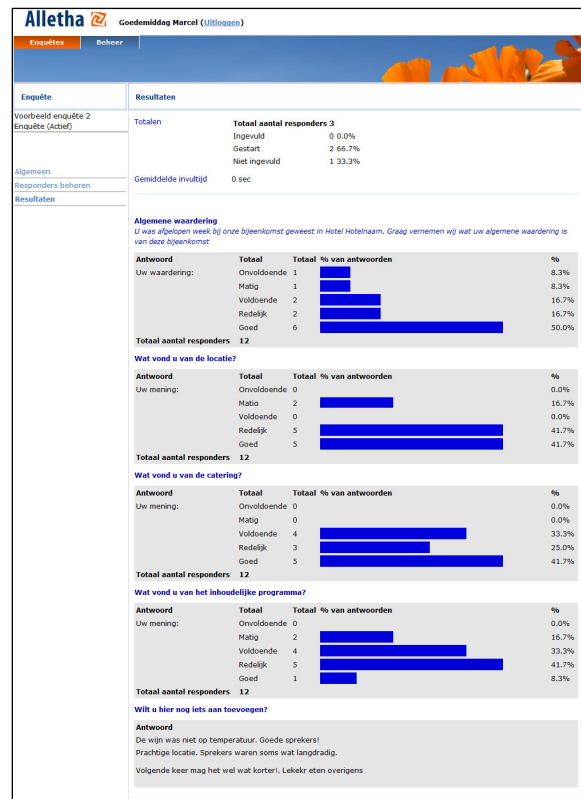 Alletha Goedemiddag Marcel (Uitloggen)
Enquêtes Beheer
Enquête
Resultaten
Voorbeeld enquête 2
Enquête (Actief)
Algemeen
Responders beheren
Resultaten
Totalen Totaal aantal responders 3
Ingevuld 0 0.0%
Gestart 2 66.7%
Niet ingevuld 1 33.3%
Gemiddelde invultijd 0 sec
Algemene waardering
U was afgelopen week bij onze bijeenkomst geweest in Hotel Hotelnaam. Graag vernemen wij wat uw algemene waardering is
van deze bijeenkomst
Antwoord Totaal Totaal % van antwoorden %
Uw waardering: Onvoldoende 1 8.3%
Matig 1 8.3%
Voldoende 2 16.7%
Redelijk 2 16.7%
Goed 6 50.0%
Totaal aantal responders 12
Wat vond u van de locatie?
Antwoord Totaal Totaal % van antwoorden %
Uw mening: Onvoldoende 0 0.0%
Matig 2 16.7%
Voldoende 0 0.0%
Redelijk 5 41.7%
Goed 5 41.7%
Totaal aantal responders 12
Wat vond u van de catering?
Antwoord Totaal Totaal % van antwoorden %
Uw mening: Onvoldoende 0 0.0%
Matig 0 0.0%
Voldoende 4 33.3%
Redelijk 3 25.0%
Goed 5 41.7%
Totaal aantal responders 12
Wat vond u van het inhoudelijke programma?
Antwoord Totaal Totaal % van antwoorden %
Uw mening: Onvoldoende 0 0.0%
Matig 2 16.7%
Voldoende 4 33.3%
Redelijk 5 41.7%
Goed 1 8.3%
Totaal aantal responders 12
Wilt u hier nog iets aan toevoegen?
Antwoord
De wijn was niet op temperatuur. Goede sprekers!
Prachtige locatie. Sprekers waren soms wat langdradig.
Volgende keer mag het wel wat korter!. Lekekr eten overigens